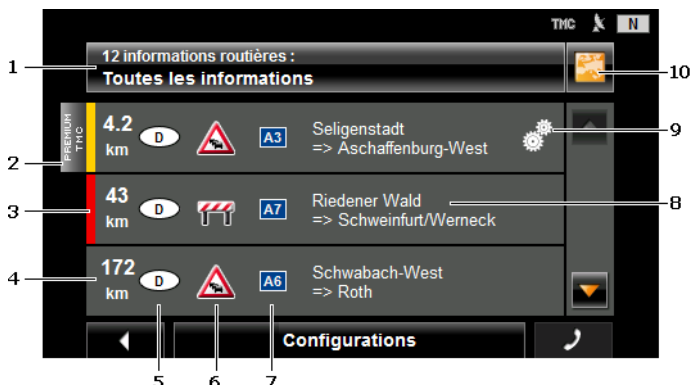 TMC N
12 informations routières :
Toutes les informations
1
10
PREMIUM
TMC
2
4.2
km
D
A3
Seligenstadt
=> Aschaffenburg-West
9
3
43
km
D
A7
Riedener Wald
=> Schweinfurt/Werneck
8
4
172
km
D
A6
Schwabach-West
=> Roth
Configurations
5 6 7